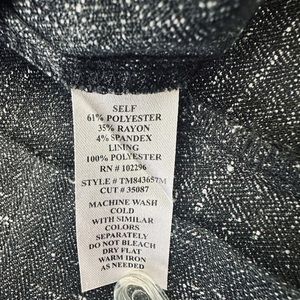 SELF
61% POLYESTER
35% RAYON
4% SPANDEX
LINING
100% POLYESTER
RN # 102296
STYLE # TM843657M
CUT # 35087
MACHINE WASH
COLD
WITH SIMILAR
COLORS
SEPARATELY
DO NOT BLEACH
DRY FLAT
WARM IRON
AS NEEDED